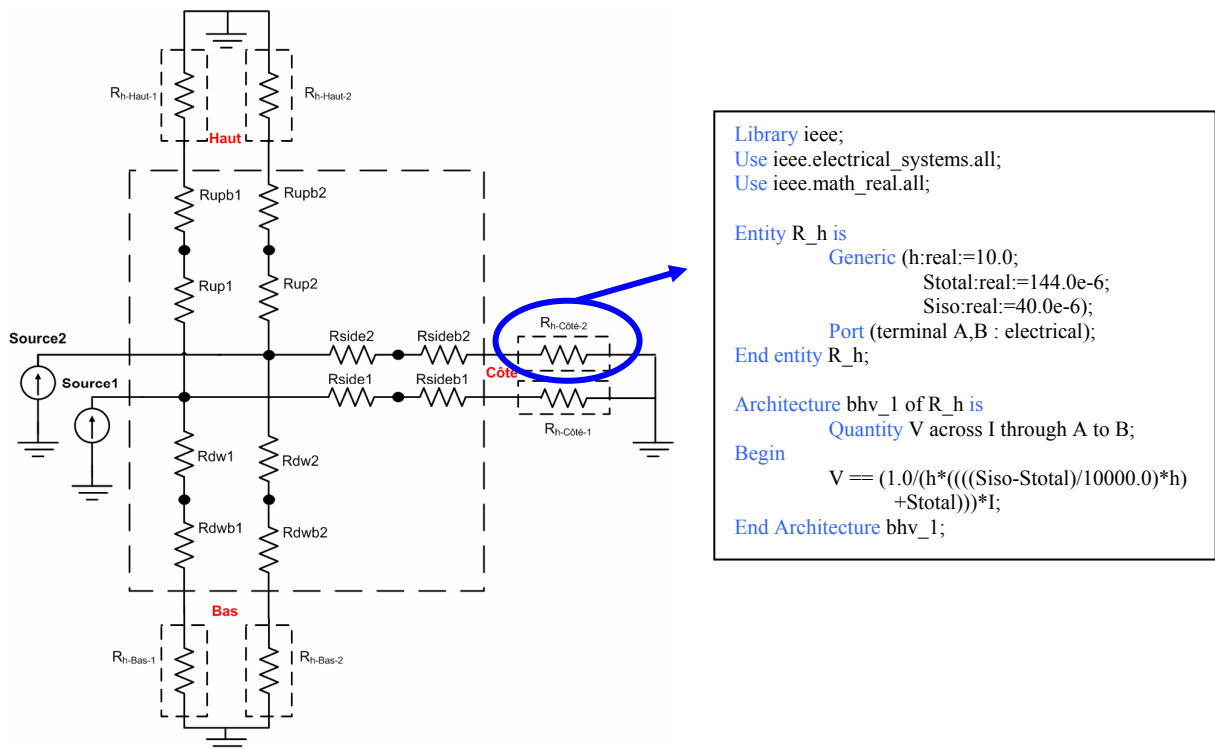 Rh-Haut-1
Rh-Haut-2
Haut
Rupb1
Rupb2
Rup1
Rup2
Source2
Source1
Rside2
Rsideb2
Rh-Côté-2
Côté
Rside1
Rsideb1
Rh-Côté-1
Rdw1
Rdw2
Rdwb1
Rdwb2
Bas
Rh-Bas-1
Rh-Bas-2
Library ieee;
Use ieee.electrical_systems.all;
Use ieee.math_real.all;
Entity R_h is
Generic (h:real:=10.0;
Stotal:real:=144.0e-6;
Siso:real:=40.0e-6);
Port (terminal A,B : electrical);
End entity R_h;
Architecture bhv_1 of R_h is
Quantity V across I through A to B;
Begin
V == (1.0/(h*((((Siso-Stotal)/10000.0)*h)
+Stotal)))*I;
End Architecture bhv_1;